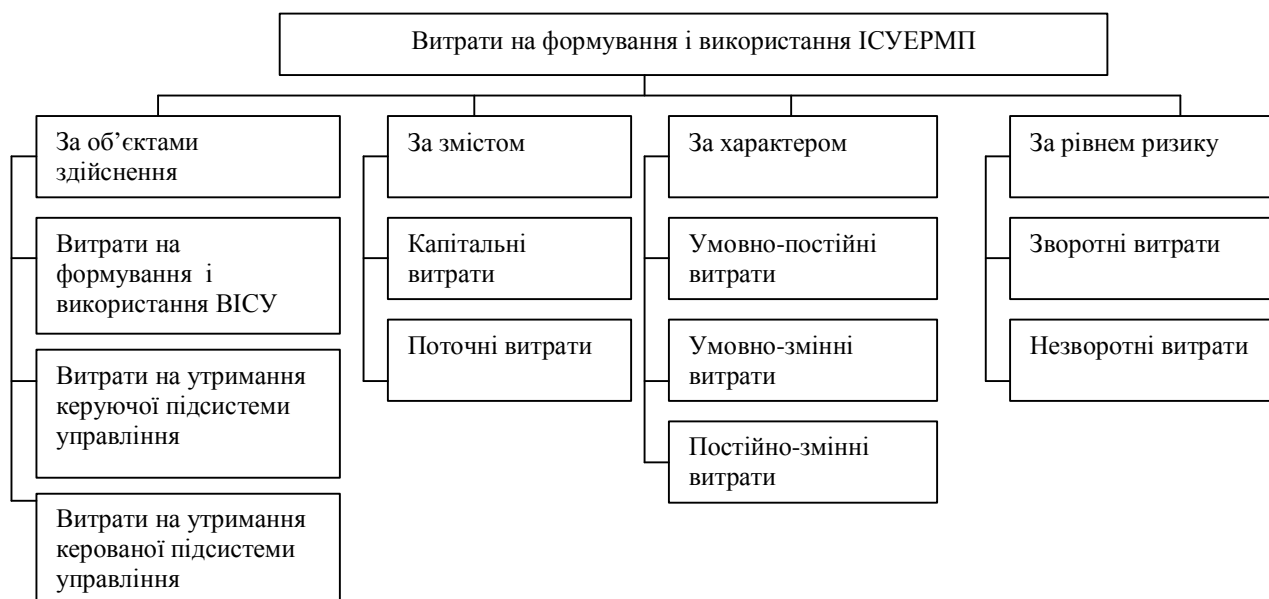 Витрати на формування і використання ІСУЕРМП
За об’єктами
здійснення
Витрати на
формування і
використання ВІСУ
Витрати на утримання
керуючої підсистеми
управління
Витрати на утримання
керованої підсистеми
управління
За змістом
Капітальні
витрати
Поточні витрати
За характером
Умовно-постійні
витрати
Умовно-змінні
витрати
Постійно-змінні
витрати
За рівнем ризику
Зворотні витрати
Незворотні витрати